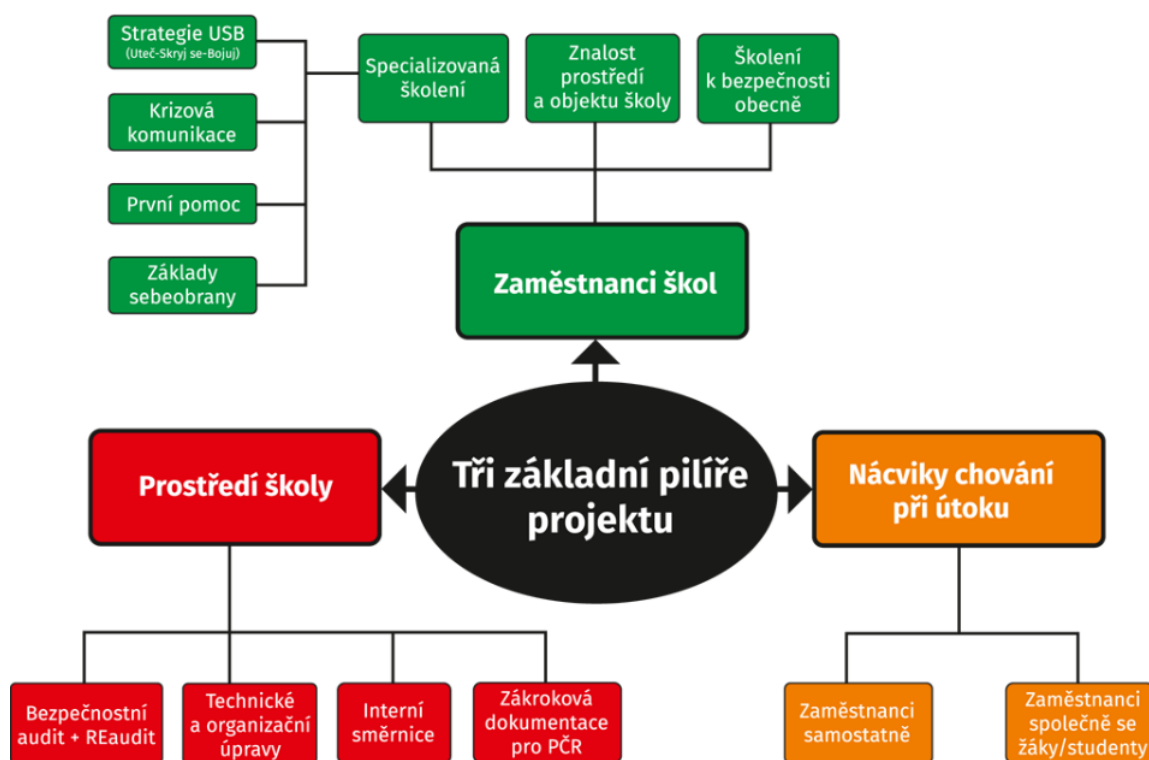 Strategie USB
(Uteč-Skryj se-Bojuj)
Krizová
komunikace
První pomoc
Základy
sebeobrany
Specializovaná
školení
Znalost
prostředí
a objektu školy
Školení
k bezpečnosti
obecně
Zaměstnanci škol
Tři základní pilíře
projektu
Prostředí školy
Nácviky chování
při útoku
Bezpečnostní
audit + REaudit
Technické
a organizační
úpravy
Interní
směrnice
Zákroková
dokumentace
pro PČR
Zaměstnanci
samostatně
Zaměstnanci
společně se
žáky/studenty